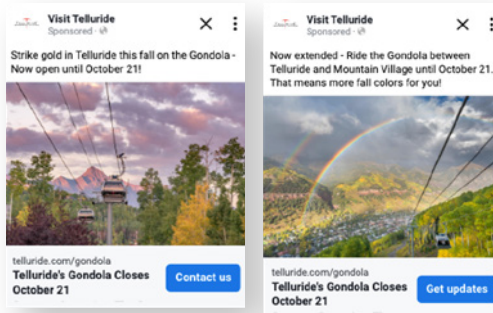 Visit Telluride
Sponsored ·
Strike gold in Telluride this fall on the Gondola -
Now open until October 21!
telluride.com/gondola
Telluride's Gondola Closes
October 21
Contact us
Visit Telluride
Sponsored ·
Now extended - Ride the Gondola between
Telluride and Mountain Village until October 21.
That means more fall colors for you!
telluride.com/gondola
Telluride's Gondola Closes
October 21
Get updates